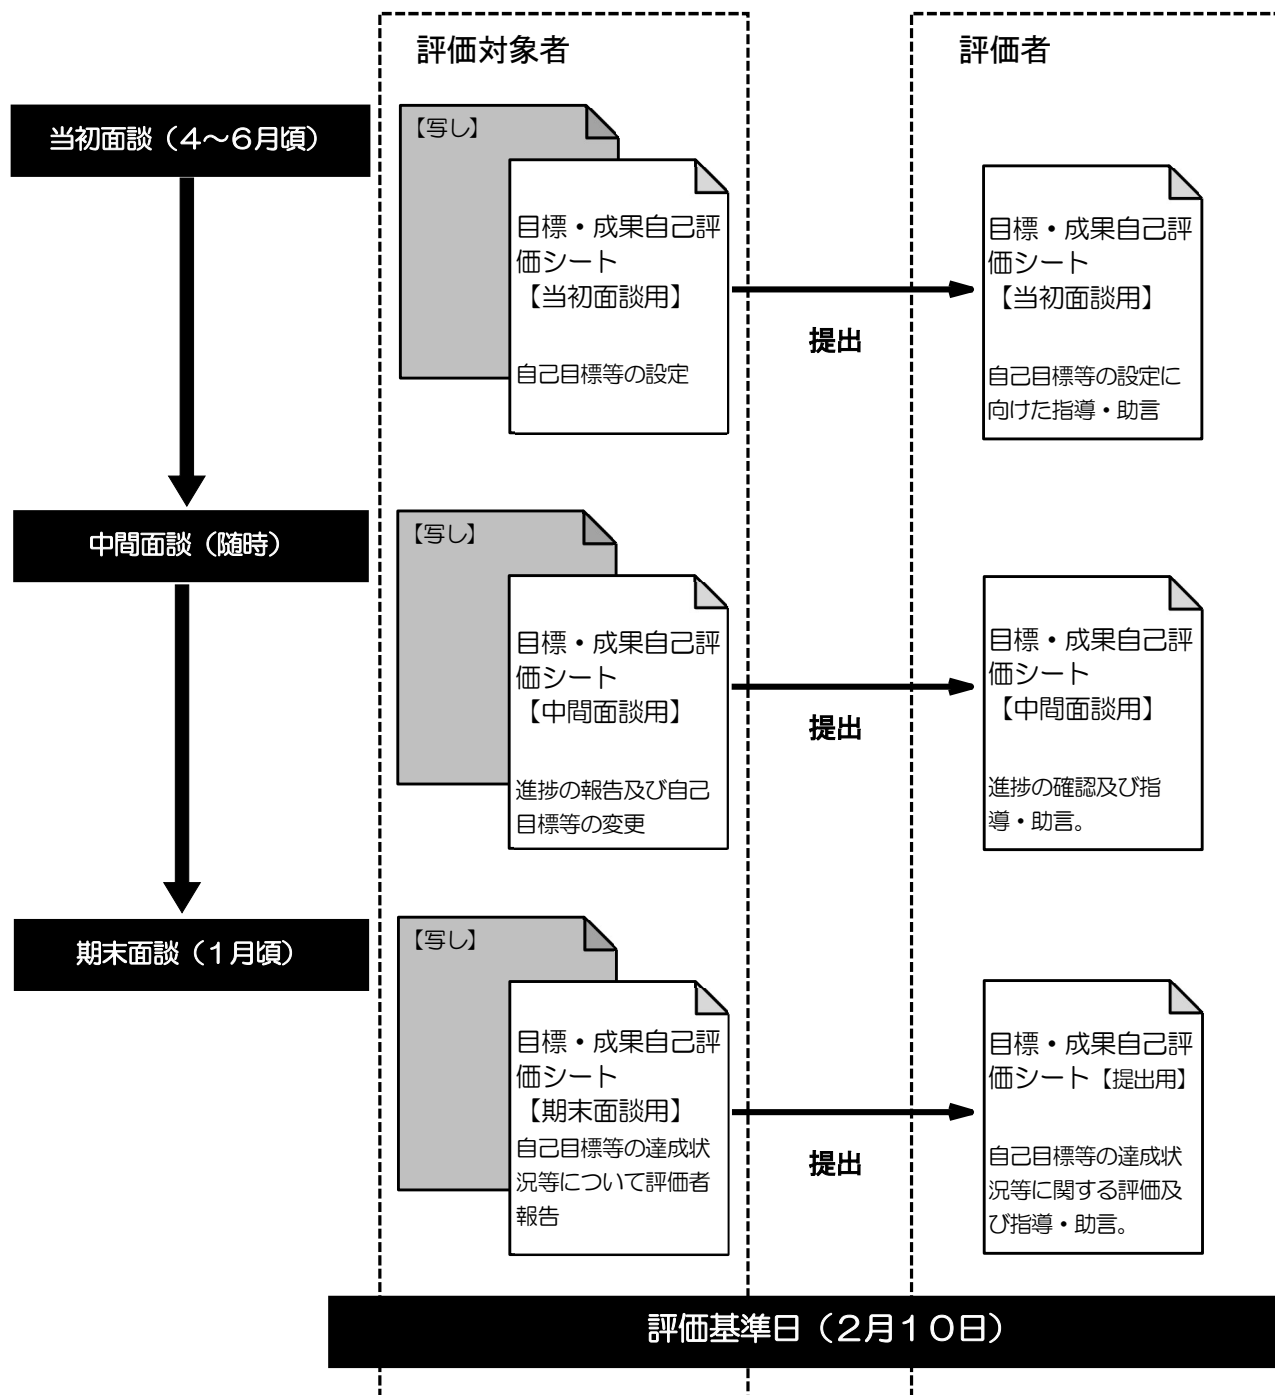 評価対象者
評価者
当初面談（4～6月頃）
【写し】
目標・成果自己評
価シート
【当初面談用】
自己目標等の設定
提出
目標・成果自己評
価シート
【当初面談用】
自己目標等の設定に
向けた指導・助言
中間面談（随時）
【写し】
目標・成果自己評
価シート
【中間面談用】
進捗の報告及び自己
目標等の変更
提出
目標・成果自己評
価シート
【中間面談用】
進捗の確認及び指
導・助言。
期末面談（１月頃）
【写し】
目標・成果自己評
価シート
【期末面談用】
自己目標等の達成状
況等について評価者
報告
提出
目標・成果自己評
価シート【提出用】
自己目標等の達成状
況等に関する評価及
び指導・助言。
評価基準日（２月１０日）